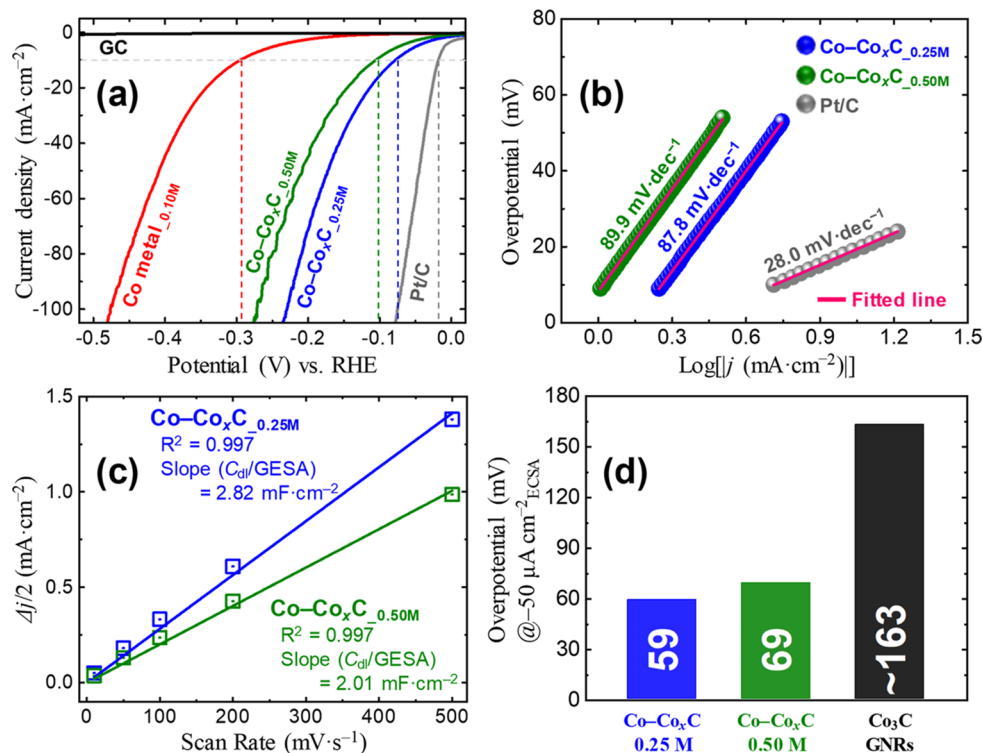 GC
(a)
Co metal_0.10M
Co–CoxC_0.50M
Co–CoxC_0.25M
Pt/C
0
-20
-40
-60
-80
-100
Current density (mA·cm−2)
-0.5 -0.4 -0.3 -0.2 -0.1 0.0
Potential (V) vs. RHE
(b)
Co–CoxC_0.25M
Co–CoxC_0.50M
Pt/C
89.9 mV·dec−1
87.8 mV·dec−1
28.0 mV·dec−1
Fitted line
80
60
40
20
0
Overpotential (mV)
0.0 0.3 0.6 0.9 1.2 1.5
Log[|j (mA·cm−2)|]
(c)
Co–CoxC_0.25M
R2 = 0.997
Slope (Cdl/GESA)
= 2.82 mF·cm−2
Co–CoxC_0.50M
R2 = 0.997
Slope (Cdl/GESA)
= 2.01 mF·cm−2
1.5
1.0
0.5
0.0
Δj/2 (mA·cm−2)
0 100 200 300 400 500
Scan Rate (mV·s−1)
(d)
160
120
80
40
0
Overpotential (mV)
@−50 μA cm−2ECSA
59
69
~163
Co–CoxC
0.25 M
Co–CoxC
0.50 M
Co3C
GNRs